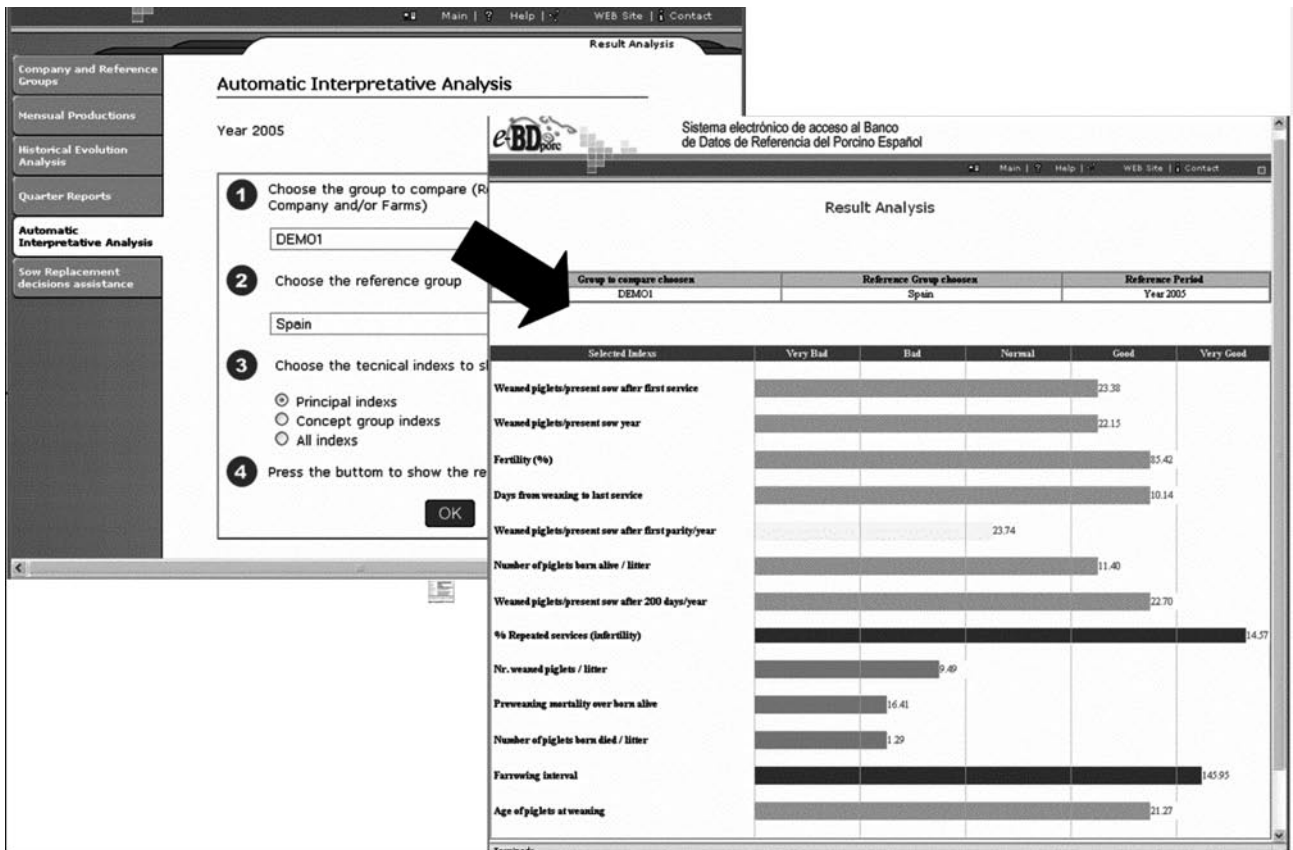 Main | ? Help | WEB Site | Contact
Result Analysis
Company and Reference
Groups
Mensual Productions
Historical Evolution
Analysis
Quarter Reports
Automatic
Interpretative Analysis
Sow Replacement
decisions assistance
Automatic Interpretative Analysis
Year 2005
1 Choose the group to compare (R
Company and/or Farms)
DEMO1
2 Choose the reference group
Spain
3 Choose the tecnical indexs to s
Principal indexs
Concept group indexs
All indexs
4 Press the buttom to show the re
OK
e-BDporc
Sistema electrónico de acceso al Banco
de Datos de Referencia del Porcino Español
Main | ? Help | WEB Site | Contact
Result Analysis
Group to compare choosen Reference Group choosen Reference Period
DEMO1 Spain Year 2005
Selected Indexs Very Bad Bad Normal Good Very Good
Weaned piglets/present sow after first service 23.38
Weaned piglets/present sow year 22.15
Fertility (%) 85.42
Days from weaning to last service 10.14
Weaned piglets/present sow after first parity/year 23.74
Number of piglets born alive / litter 11.40
Weaned piglets/present sow after 200 days/year 22.70
% Repeated services (infertility) 14.57
Nr. weaned piglets / litter 9.49
Preweaning mortality over born alive 16.41
Number of piglets born died / litter 1.29
Farrowing interval 145.95
Age of piglets at weaning 21.27